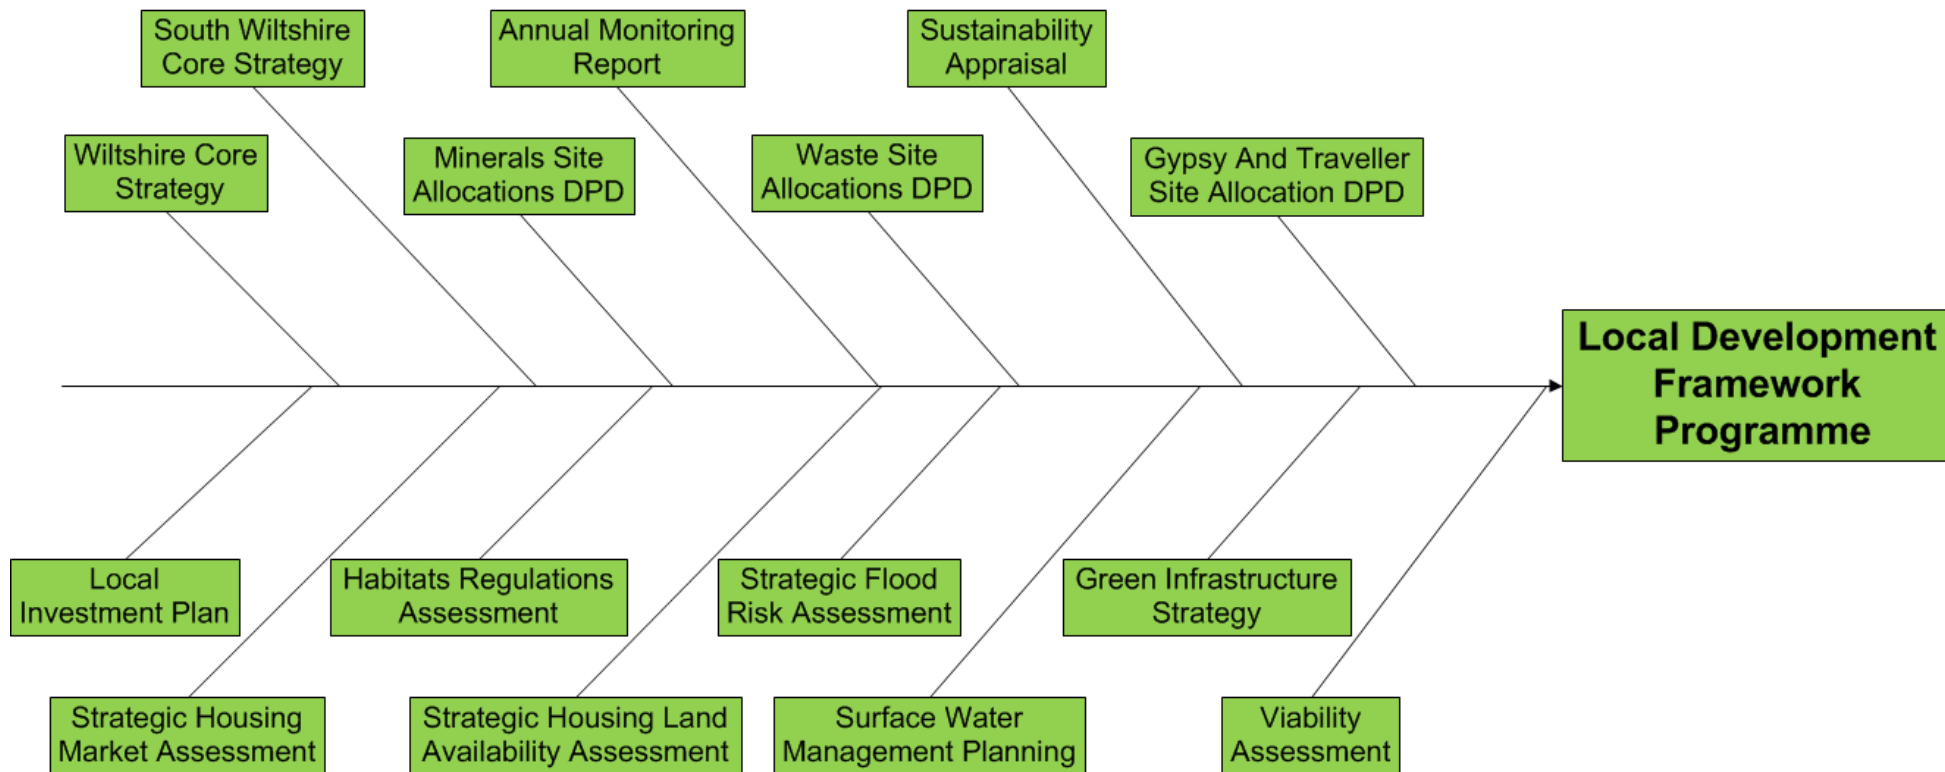 South Wiltshire
Core Strategy
Annual Monitoring
Report
Sustainability
Appraisal
Wiltshire Core
Strategy
Minerals Site
Allocations DPD
Waste Site
Allocations DPD
Gypsy And Traveller
Site Allocation DPD
Local Development
Framework
Programme
Local
Investment Plan
Habitats Regulations
Assessment
Strategic Flood
Risk Assessment
Green Infrastructure
Strategy
Strategic Housing
Market Assessment
Strategic Housing Land
Availability Assessment
Surface Water
Management Planning
Viability
Assessment